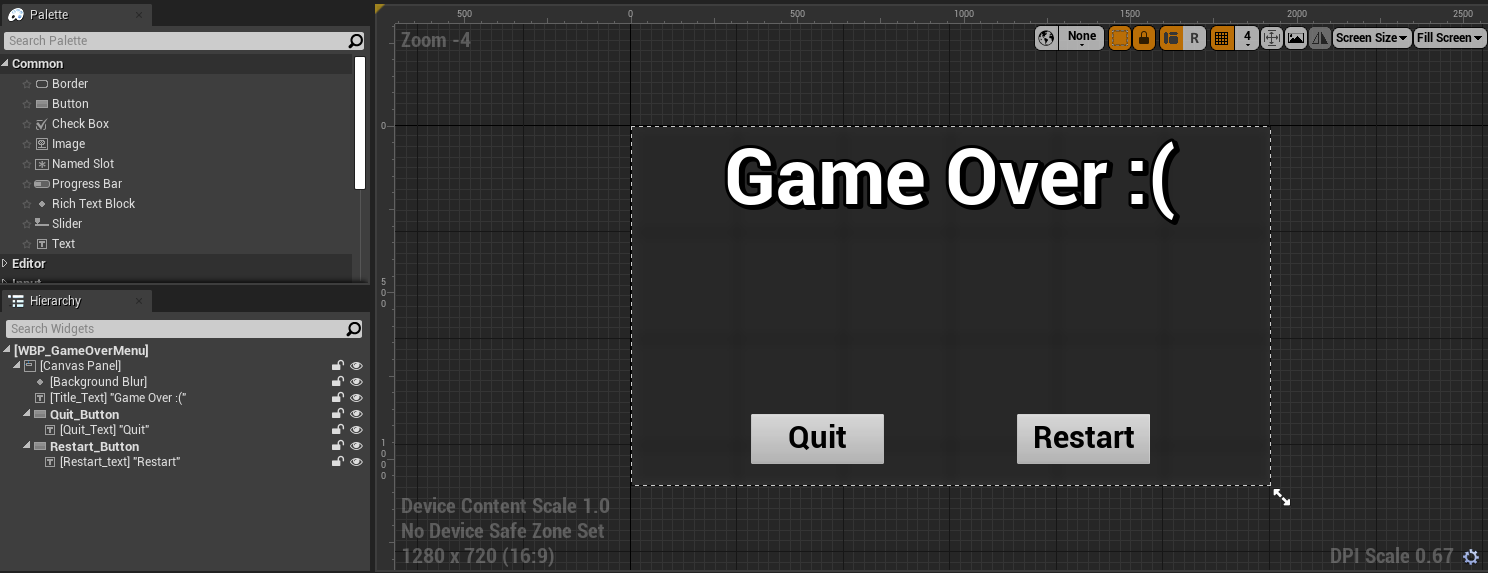 Palette
Search Palette
Common
Border
Button
Check Box
Image
Named Slot
Progress Bar
Rich Text Block
Slider
Text
Editor
Input
Hierarchy
Search Widgets
[WBP_GameOverMenu]
[Canvas Panel]
[Background Blur]
[Title_Text] "Game Over :("
Quit_Button
[Quit_Text] "Quit"
Restart_Button
[Restart_text] "Restart"
500 0 500 1000 1500 2000 2500
Zoom -4
None R 4 Screen Size Fill Screen
0
500
1000
Game Over :(
Quit Restart
Device Content Scale 1.0
No Device Safe Zone Set
1280 x 720 (16:9)
DPI Scale 0.67